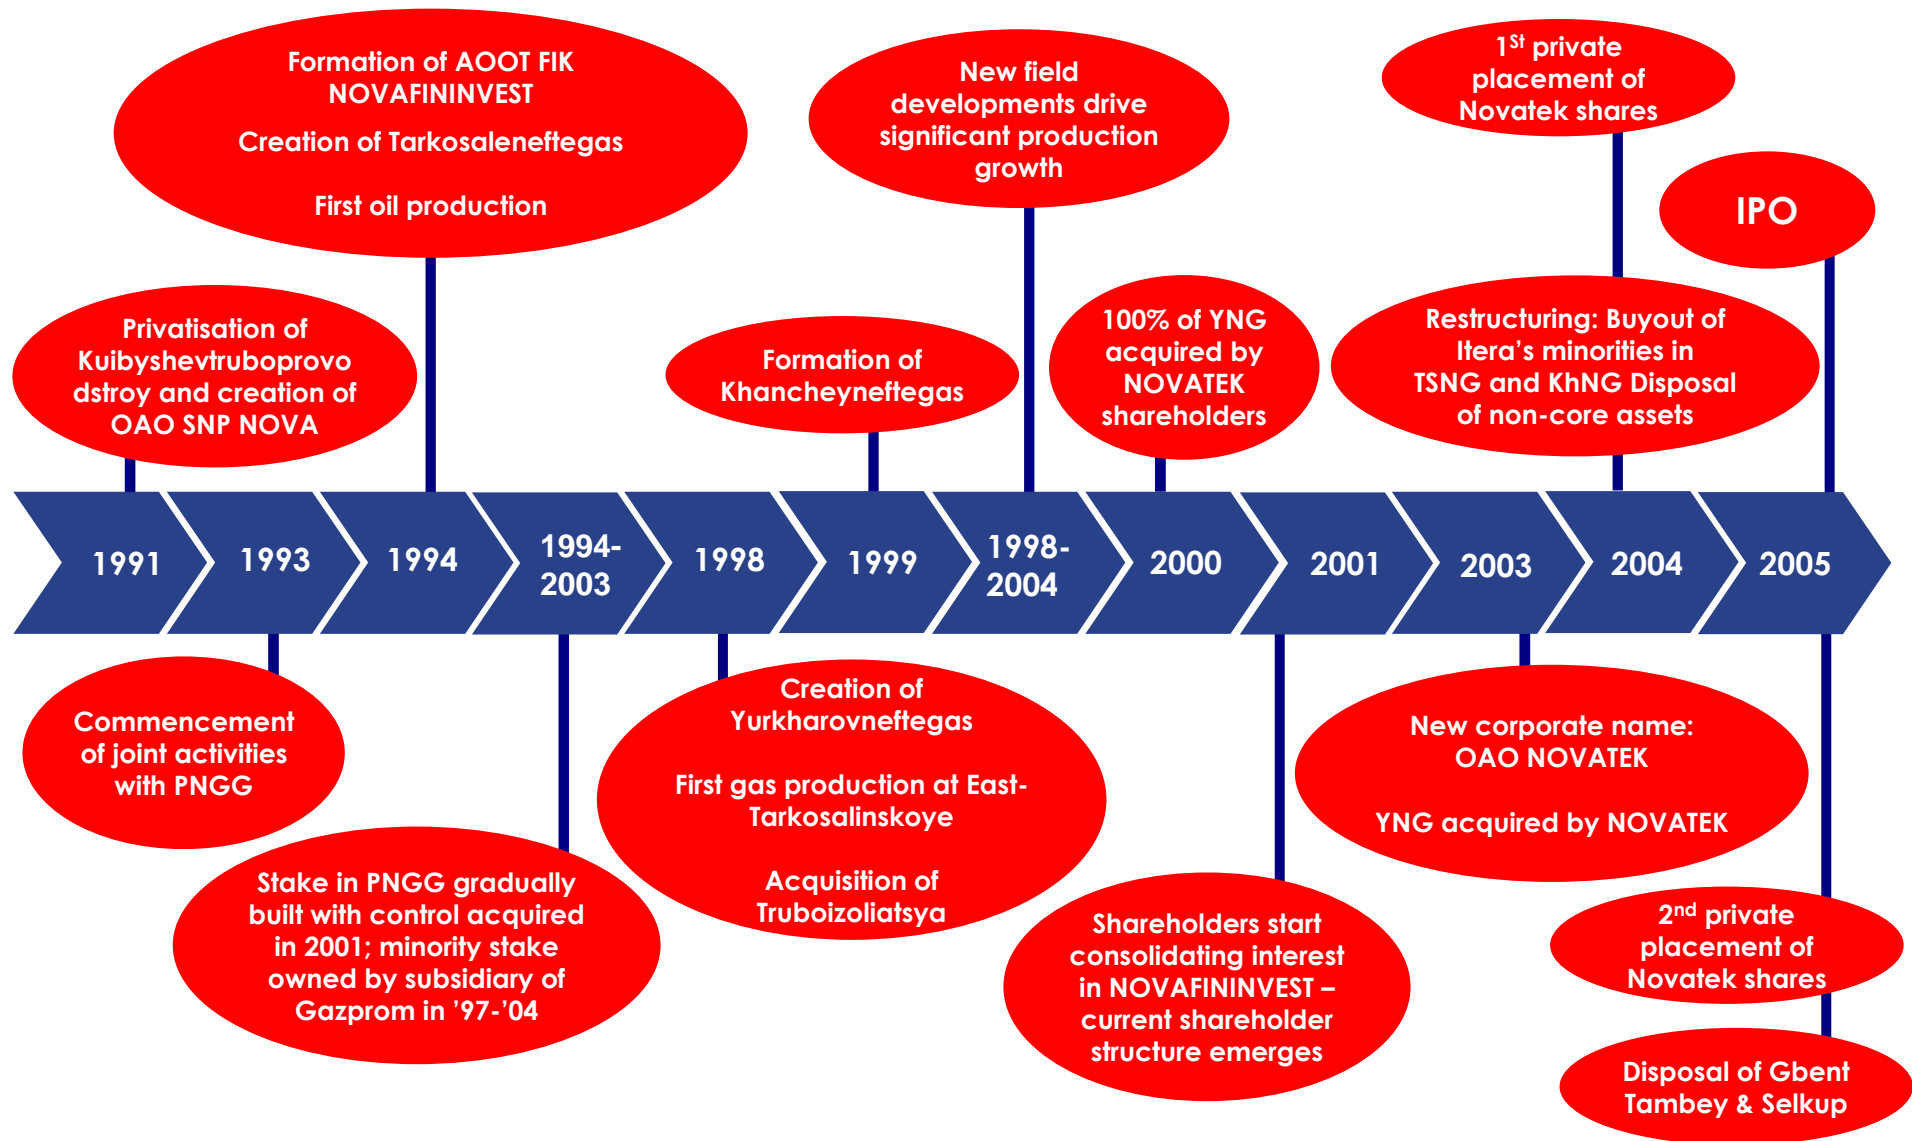 Formation of AOOT FIK
NOVAFININVEST
Creation of Tarkosaleneftegas
First oil production
New field
developments drive
significant production
growth
1St private
placement of
Novatek shares
IPO
Privatisation of
Kuibyshevtruboprovo
dstroy and creation of
OAO SNP NOVA
Formation of
Khancheyneftegas
100% of YNG
acquired by
NOVATEK
shareholders
Restructuring: Buyout of
Itera’s minorities in
TSNG and KhNG Disposal
of non-core assets
1991
1993
1994
1994-
2003
1998
1999
1998-
2004
2000
2001
2003
2004
2005
Commencement
of joint activities
with PNGG
Stake in PNGG gradually
built with control acquired
in 2001; minority stake
owned by subsidiary of
Gazprom in ’97-’04
Creation of
Yurkharovneftegas
First gas production at East-
Tarkosalinskoye
Acquisition of
Truboizoliatsya
Shareholders start
consolidating interest
in NOVAFININVEST –
current shareholder
structure emerges
New corporate name:
OAO NOVATEK
YNG acquired by NOVATEK
2nd private
placement of
Novatek shares
Disposal of Gbent
Tambey & Selkup